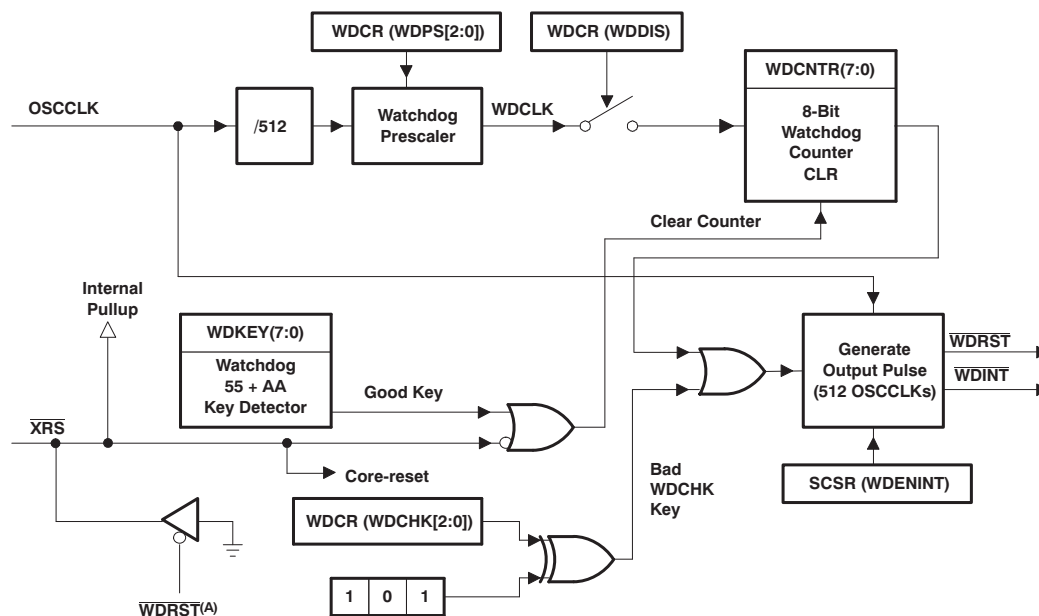 WDCR (WDPS[2:0])
WDCR (WDDIS)
WDCNTR(7:0)
OSCCLK
/512
Watchdog
Prescaler
WDCLK
8-Bit
Watchdog
Counter
CLR
Clear Counter
Internal
Pullup
WDKEY(7:0)
Watchdog
55 + AA
Key Detector
Good Key
Generate
Output Pulse
(512 OSCCLKs)
WDRST
WDINT
XRS
Core-reset
Bad
WDCHK
Key
SCSR (WDENINT)
WDCR (WDCHK[2:0])
1 0 1
WDRST(A)